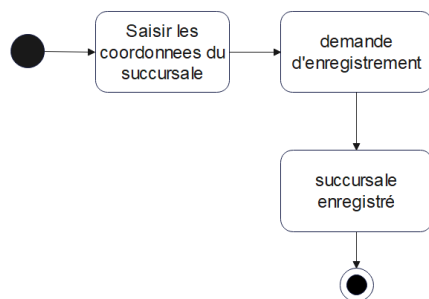 Saisir les
coordonnees du
succursale
demande
d'enregistrement
succursale
enregistré